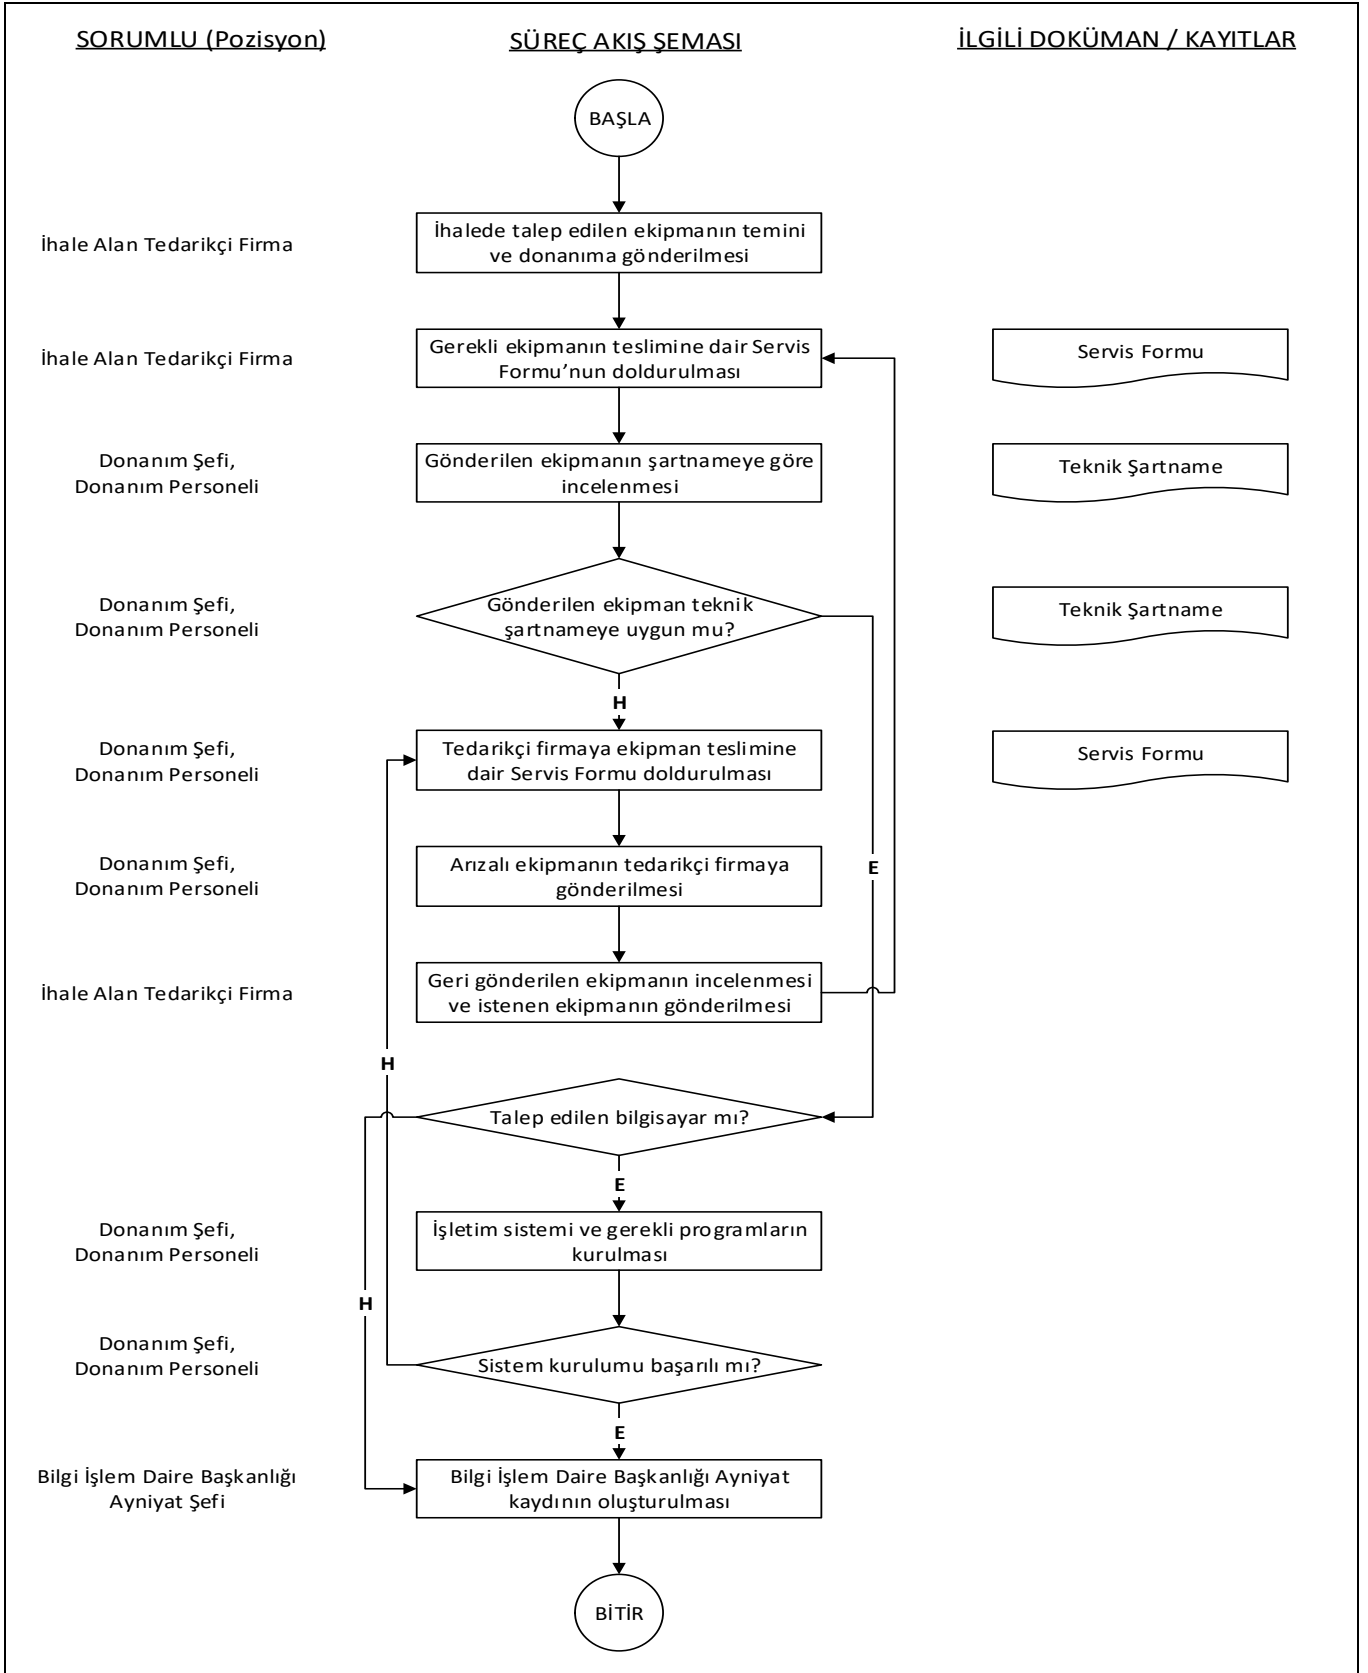 SORUMLU (Pozisyon)
SÜREÇ AKIŞ ŞEMASI
İLGİLİ DOKÜMAN / KAYITLAR
BAŞLA
İhale Alan Tedarikçi Firma
İhalede talep edilen ekipmanın temini
ve donanıma gönderilmesi
İhale Alan Tedarikçi Firma
Gerekli ekipmanın teslimine dair Servis
Formu’nun doldurulması
Servis Formu
Donanım Şefi,
Donanım Personeli
Gönderilen ekipmanın şartnameye göre
incelenmesi
Teknik Şartname
Donanım Şefi,
Donanım Personeli
Gönderilen ekipman teknik
şartnameye uygun mu?
Teknik Şartname
H
Donanım Şefi,
Donanım Personeli
Tedarikçi firmaya ekipman teslimine
dair Servis Formu doldurulması
Servis Formu
Donanım Şefi,
Donanım Personeli
Arızalı ekipmanın tedarikçi firmaya
gönderilmesi
E
İhale Alan Tedarikçi Firma
Geri gönderilen ekipmanın incelenmesi
ve istenen ekipmanın gönderilmesi
H
Talep edilen bilgisayar mı?
E
Donanım Şefi,
Donanım Personeli
İşletim sistemi ve gerekli programların
kurulması
H
Donanım Şefi,
Donanım Personeli
Sistem kurulumu başarılı mı?
E
Bilgi İşlem Daire Başkanlığı
Ayniyat Şefi
Bilgi İşlem Daire Başkanlığı Ayniyat
kaydının oluşturulması
BİTİR